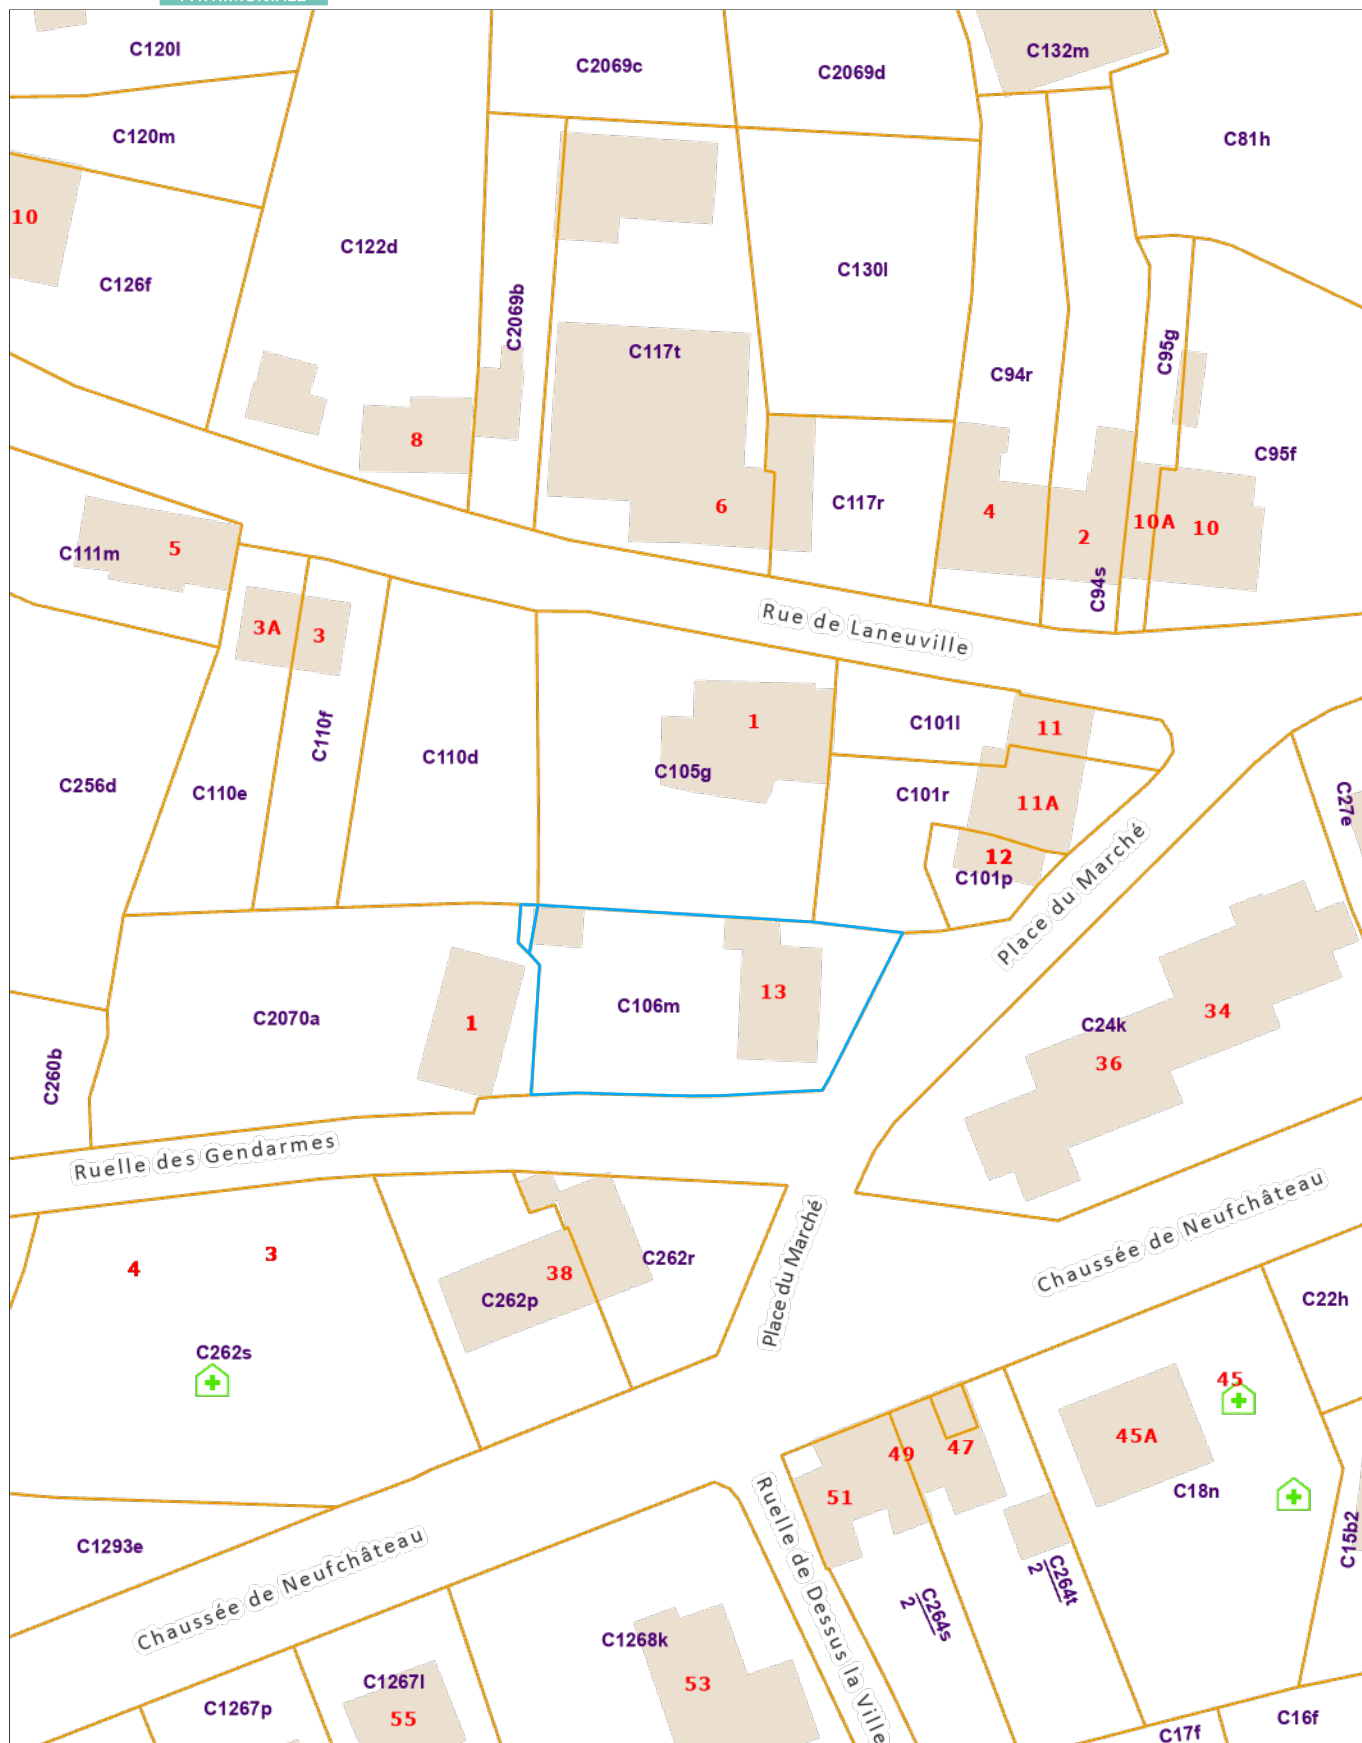 C120l
C2069c
C2069d
C132m
C120m
C81h
10
C122d
C126f
C130l
C2069b
C117t
C95g
C94r
8
C95f
6
C117r
4
2
10A
10
C111m
5
C94s
3A
3
Rue de Laneuville
C110f
C110d
1
C105g
C101l
11
C256d
C110e
C101r
11A
C27e
12
C101p
Place du Marché
C2070a
1
C106m
13
C24k
34
36
C260b
Ruelle des Gendarmes
Chaussée de Neufchâteau
Place du Marché
4
3
C262r
38
C262p
C22h
C262s
45
45A
C18n
49
47
51
C15b2
Ruelle de Dessus la Ville
C1293e
Chaussée de Neufchâteau
C264s
2
C264t
2
C1268k
53
C1267l
55
C1267p
C16f
C17f